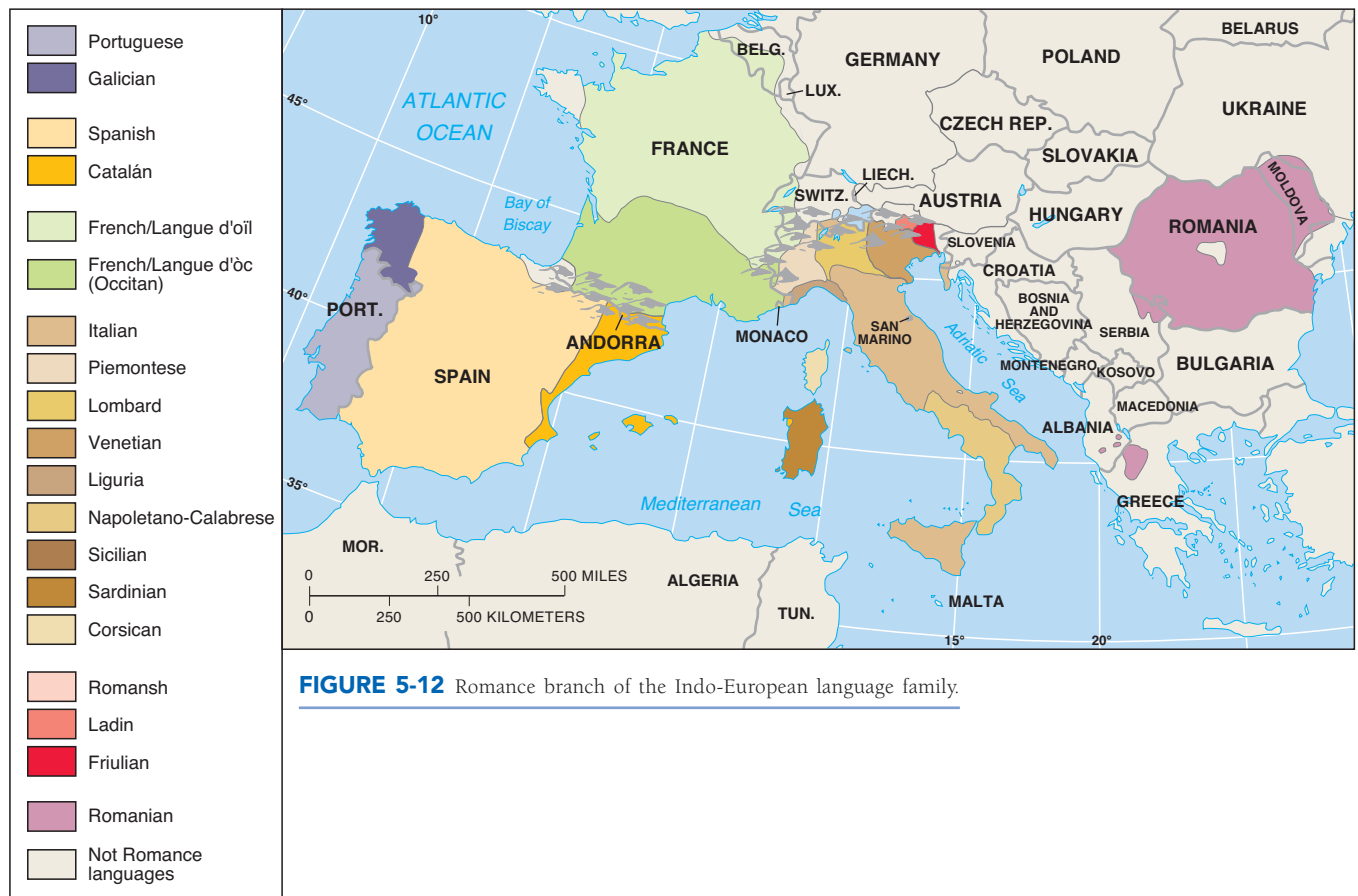 Portuguese
Galician
Spanish
Catalán
French/Langue d'oïl
French/Langue d'òc
(Occitan)
Italian
Piemontese
Lombard
Venetian
Liguria
Napoletano-Calabrese
Sicilian
Sardinian
Corsican
Romansh
Ladin
Friulian
Romanian
Not Romance
languages
10°
45°
40°
35°
15°
20°
ATLANTIC
OCEAN
Bay of
Biscay
BELG.
LUX.
GERMANY
POLAND
BELARUS
UKRAINE
CZECH REP.
SLOVAKIA
FRANCE
LIECH.
SWITZ.
AUSTRIA
HUNGARY
MOLDOVA
ROMANIA
SLOVENIA
CROATIA
BOSNIA
AND
HERZEGOVINA
SERBIA
PORT.
SPAIN
ANDORRA
MONACO
SAN
MARINO
Adriatic
Sea
MONTENEGRO
KOSOVO
BULGARIA
MACEDONIA
ALBANIA
GREECE
Mediterranean
Sea
MOR.
ALGERIA
TUN.
MALTA
0 250 500 MILES
0 250 500 KILOMETERS
FIGURE 5-12 Romance branch of the Indo-European language family.